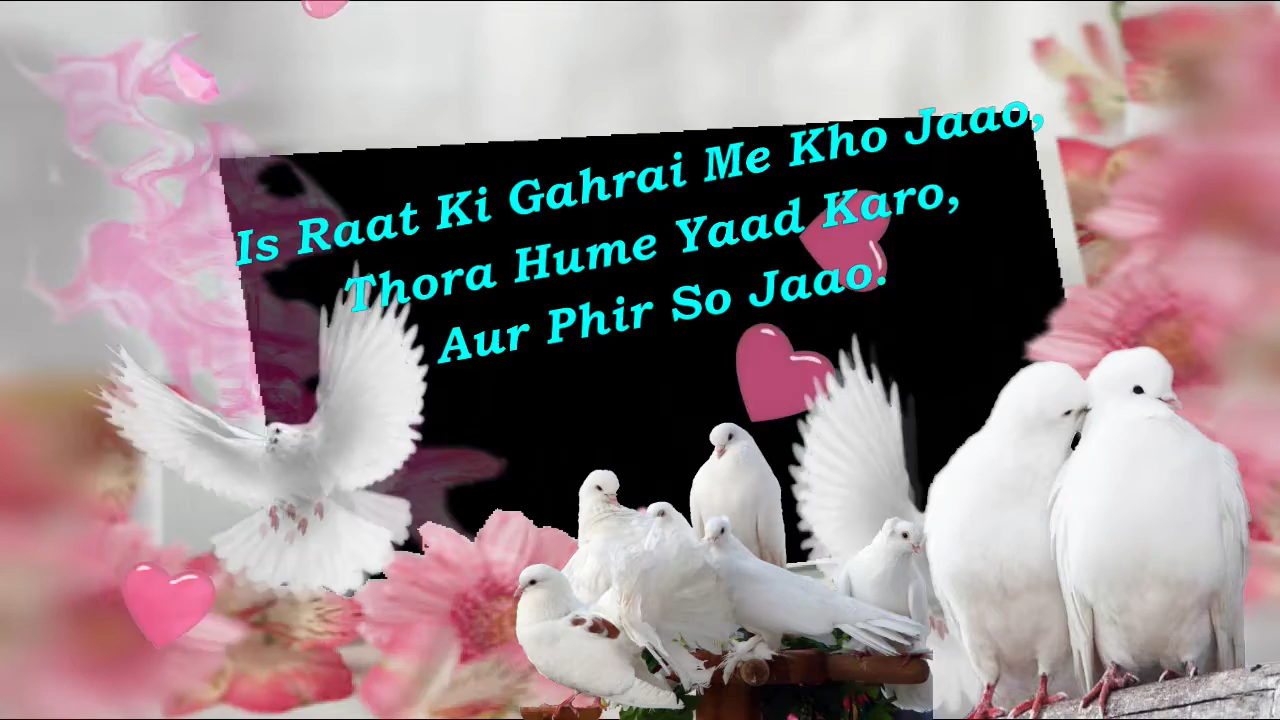 Is Raat Ki Gahrai Me Kho Jaao,
Thora Hume Yaad Karo,
Aur Phir So Jaao.